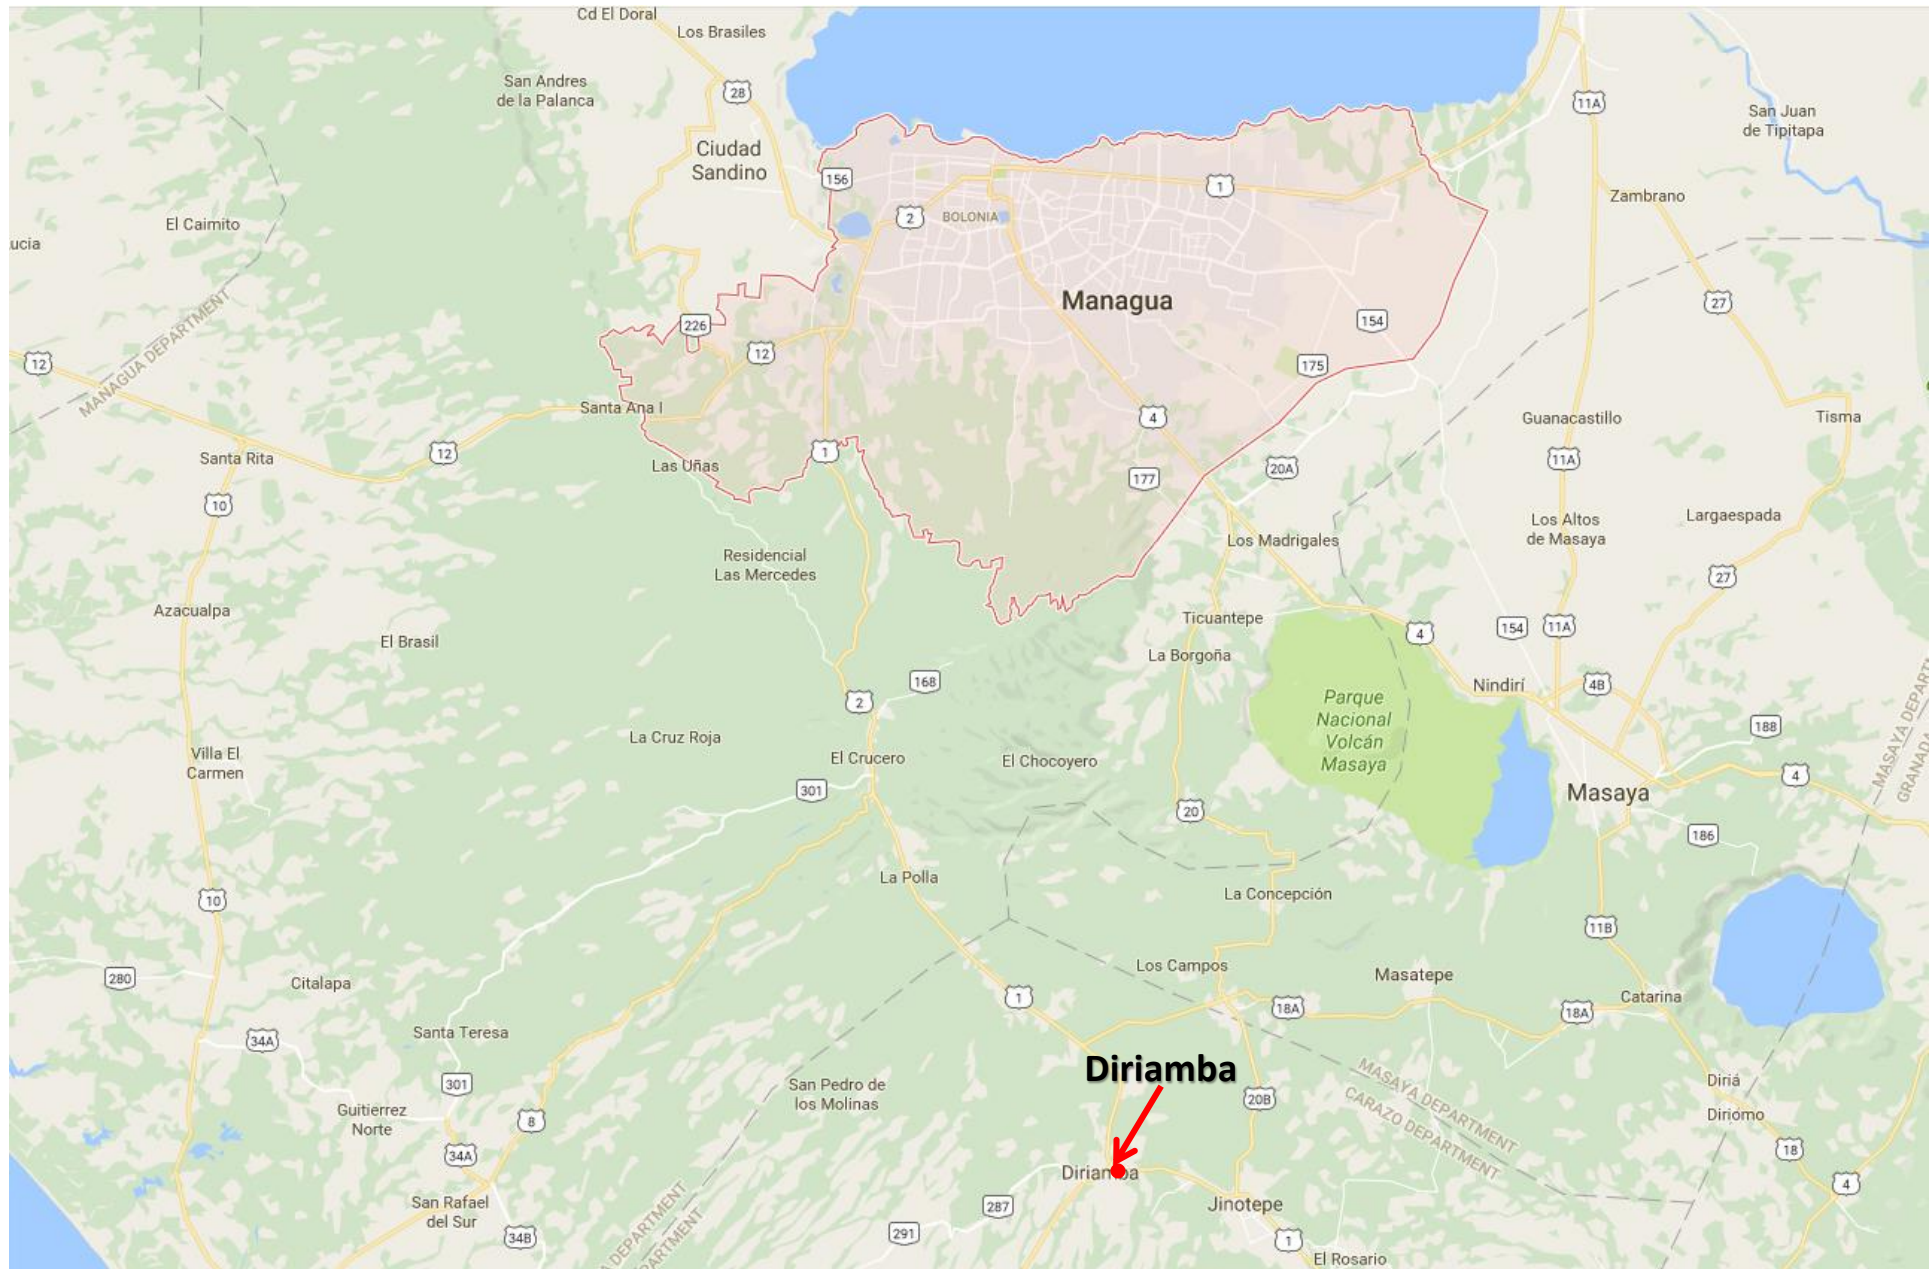 Cd El Doral
Los Brasiles
San Andres
de la Palanca
28
11A
San Juan
de Tipitapa
Ciudad
Sandino
156
1
Zambrano
2
BOLONIA
El Caimito
ucia
Managua
27
154
226
12
12
175
MANAGUA DEPARTMENT
Santa Ana I
4
Guanacastillo
Tisma
1
12
Santa Rita
Las Uñas
11A
20A
177
10
Los Altos
de Masaya
Largaespada
Los Madrigales
Residencial
Las Mercedes
27
Azacualpa
Ticuantepe
El Brasil
4
154
11A
La Borgoña
168
Nindirí
4B
2
Parque
Nacional
Volcán
Masaya
188
La Cruz Roja
Villa El
Carmen
El Crucero
El Chocoyero
MASAYA DEPART
GRANADA
4
301
Masaya
20
186
La Polla
La Concepción
10
11B
Los Campos
Masatepe
280
Citalapa
1
Catarina
18A
18A
Santa Teresa
34A
Diriamba
301
San Pedro de
los Molinas
MASAYA DEPARTMENT
CARAZO DEPARTMENT
Diriá
20B
Guitierrez
Norte
8
Diriomo
34A
18
Diriamba
4
San Rafael
del Sur
287
Jinotepe
34B
291
1
A DEPARTMENT
PARTMENT
El Rosario